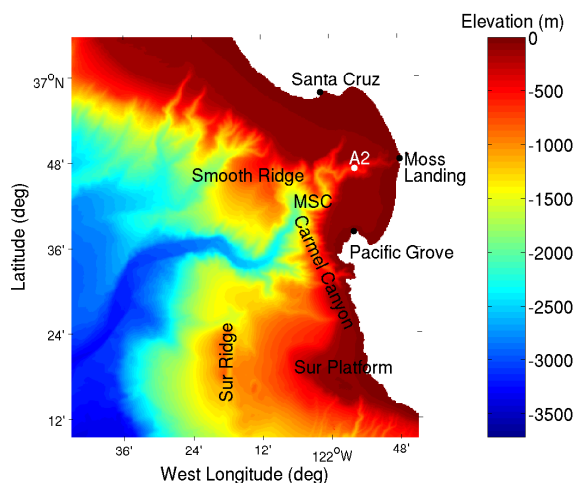 Elevation (m)
0
-500
-1000
-1500
-2000
-2500
-3000
-3500
37°N
48'
36'
24'
12'
Latitude (deg)
Santa Cruz
A2
Moss
Landing
Smooth Ridge
MSC
Carmel Canyon
Pacific Grove
Sur Ridge
Sur Platform
36'
24'
12'
122°W
48'
West Longitude (deg)